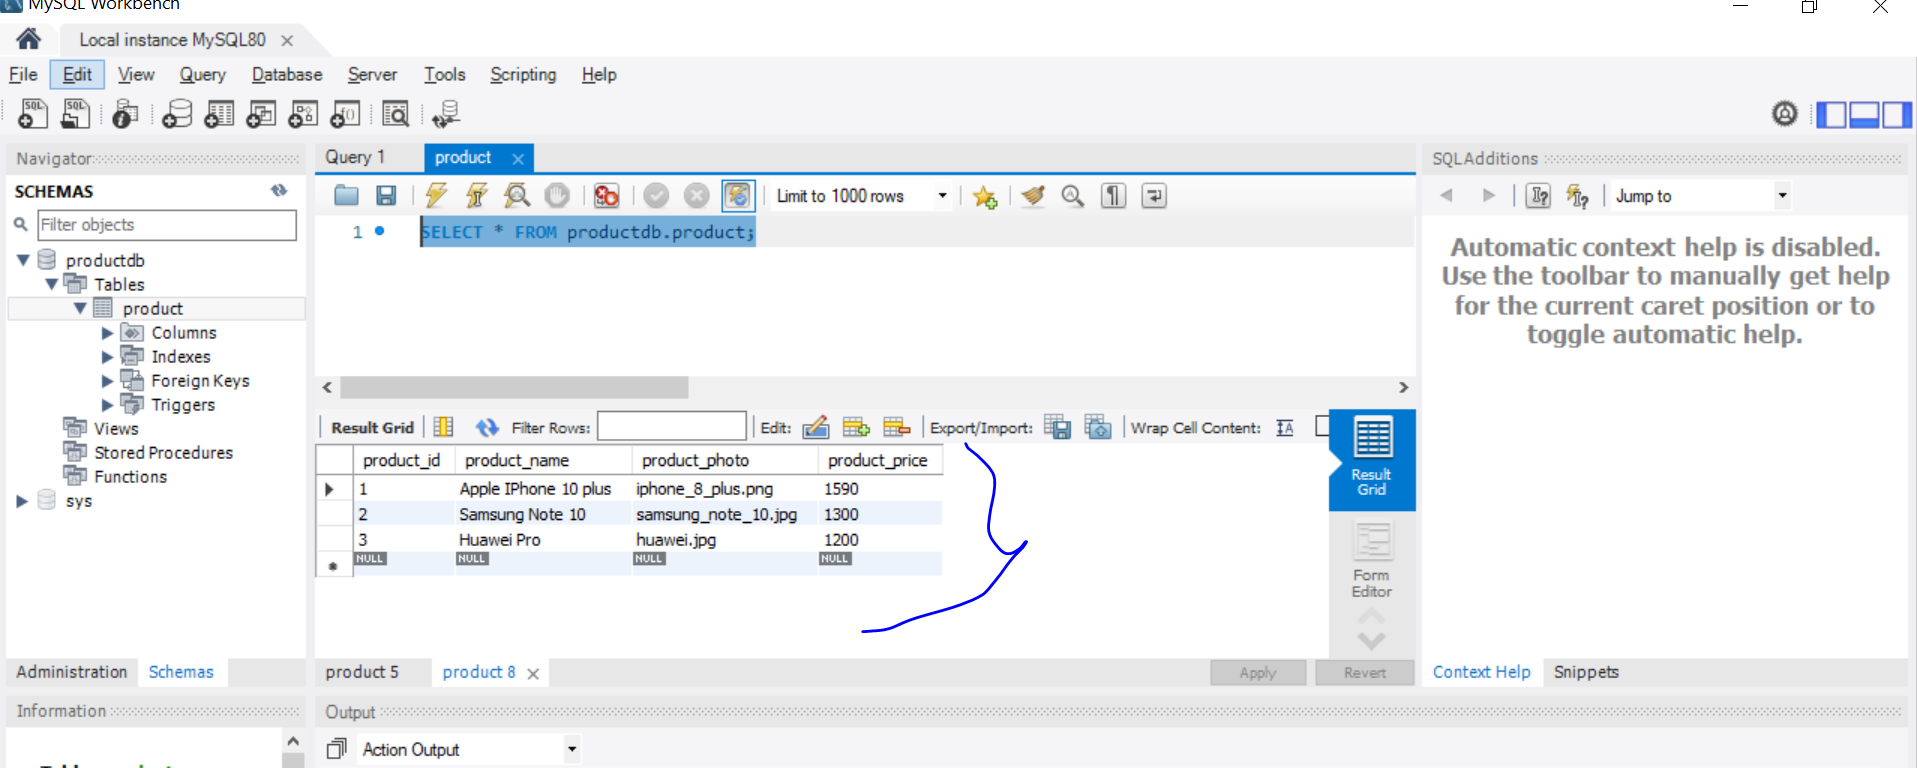 MySQL Workbench
Local instance MySQL80
File Edit View Query Database Server Tools Scripting Help
Navigator
SCHEMAS
Filter objects
productdb
Tables
product
Columns
Indexes
Foreign Keys
Triggers
Views
Stored Procedures
Functions
sys
Administration Schemas
Information
Query 1 product
Limit to 1000 rows
1 SELECT * FROM productdb.product;
Result Grid Filter Rows: Edit: Export/Import: Wrap Cell Content: IA
product_id product_name product_photo product_price
1 Apple IPhone 10 plus iphone_8_plus.png 1590
2 Samsung Note 10 samsung_note_10.jpg 1300
3 Huawei Pro huawei.jpg 1200
NULL NULL NULL NULL
Result Grid
Form Editor
product 5 product 8
Apply Revert
Output
Action Output
SQLAdditions
Jump to
Automatic context help is disabled.
Use the toolbar to manually get help
for the current caret position or to
toggle automatic help.
Context Help Snippets